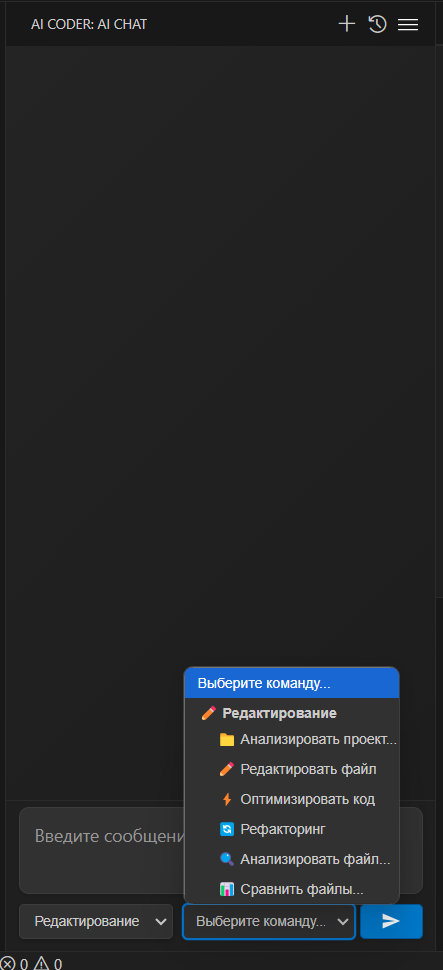 AI CODER: AI CHAT
Выберите команду...
Редактирование
Анализировать проект...
Редактировать файл
Оптимизировать код
Рефакторинг
Анализировать файл...
Сравнить файлы...
Введите сообщени
Редактирование
Выберите команду...
0 0